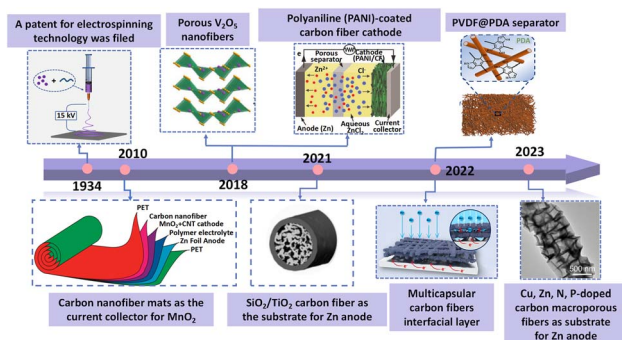 A patent for electrospinning
technology was filed
15 kV
Porous V₂O₅
nanofibers
Polyaniline (PANI)-coated
carbon fiber cathode
e
Porous
separator
Cathode
(PANI/CF)
Zn²⁺
Cl⁻
Anode (Zn)
Aqueous
ZnCl₂
Current
collector
PVDF@PDA separator
PDA
1934
2010
2018
2021
2022
2023
PET
Carbon nanofiber
MnO₂+CNT cathode
Polymer electrolyte
Zn Foil Anode
PET
Carbon nanofiber mats as the
current collector for MnO₂
SiO₂/TiO₂ carbon fiber as
the substrate for Zn anode
Multicapsular
carbon fibers
interfacial layer
500 nm
Cu, Zn, N, P-doped
carbon macroporous
fibers as substrate
for Zn anode